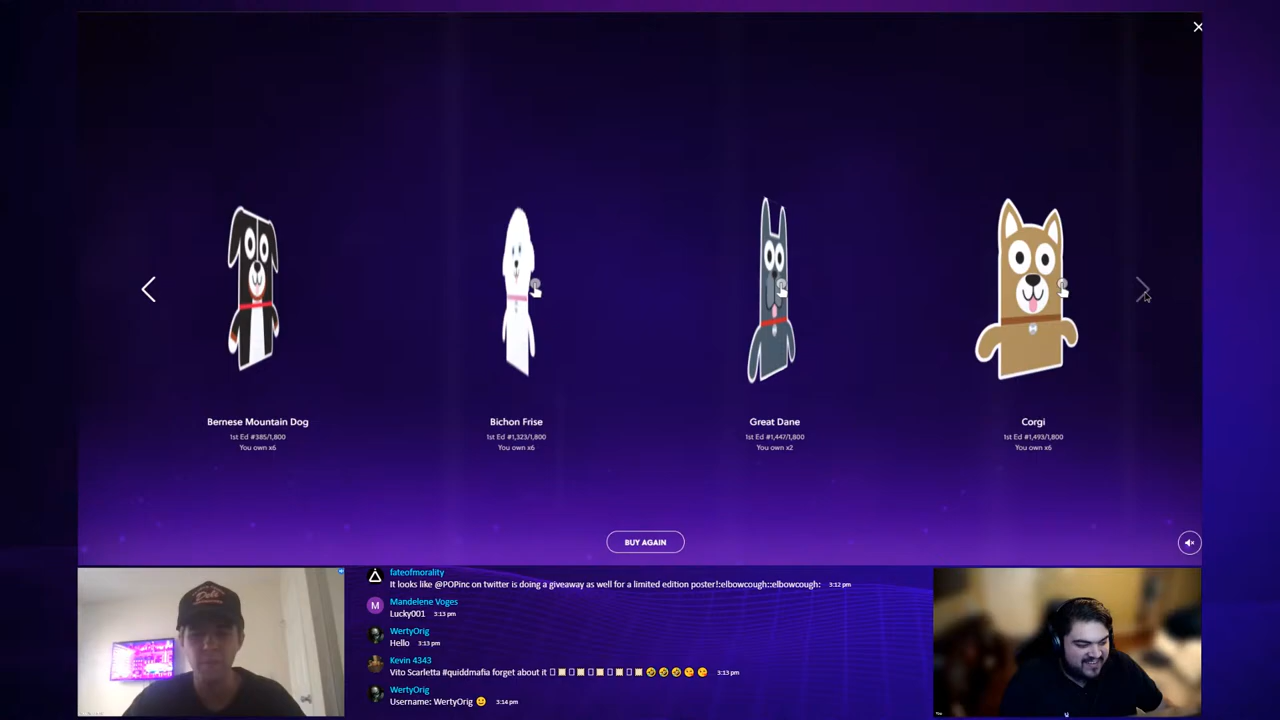 Bernese Mountain Dog
1st Ed #385/1,800
You own x6
Bichon Frise
1st Ed #1,323/1,800
You own x6
Great Dane
1st Ed #1,447/1,800
You own x2
Corgi
1st Ed #1,493/1,800
You own x6
BUY AGAIN
fateofmorality
It looks like @POPinc on twitter is doing a giveaway as well for a limited edition poster!:elbowcough::elbowcough: 3:12 pm
M
Mandelene Voges
Lucky001 3:13 pm
WertyOrig
Hello 3:13 pm
Kevin 4343
Vito Scarletta #quiddmafia forget about it 🤣🤣🤣😘😘 3:13 pm
WertyOrig
Username: WertyOrig 😊 3:14 pm